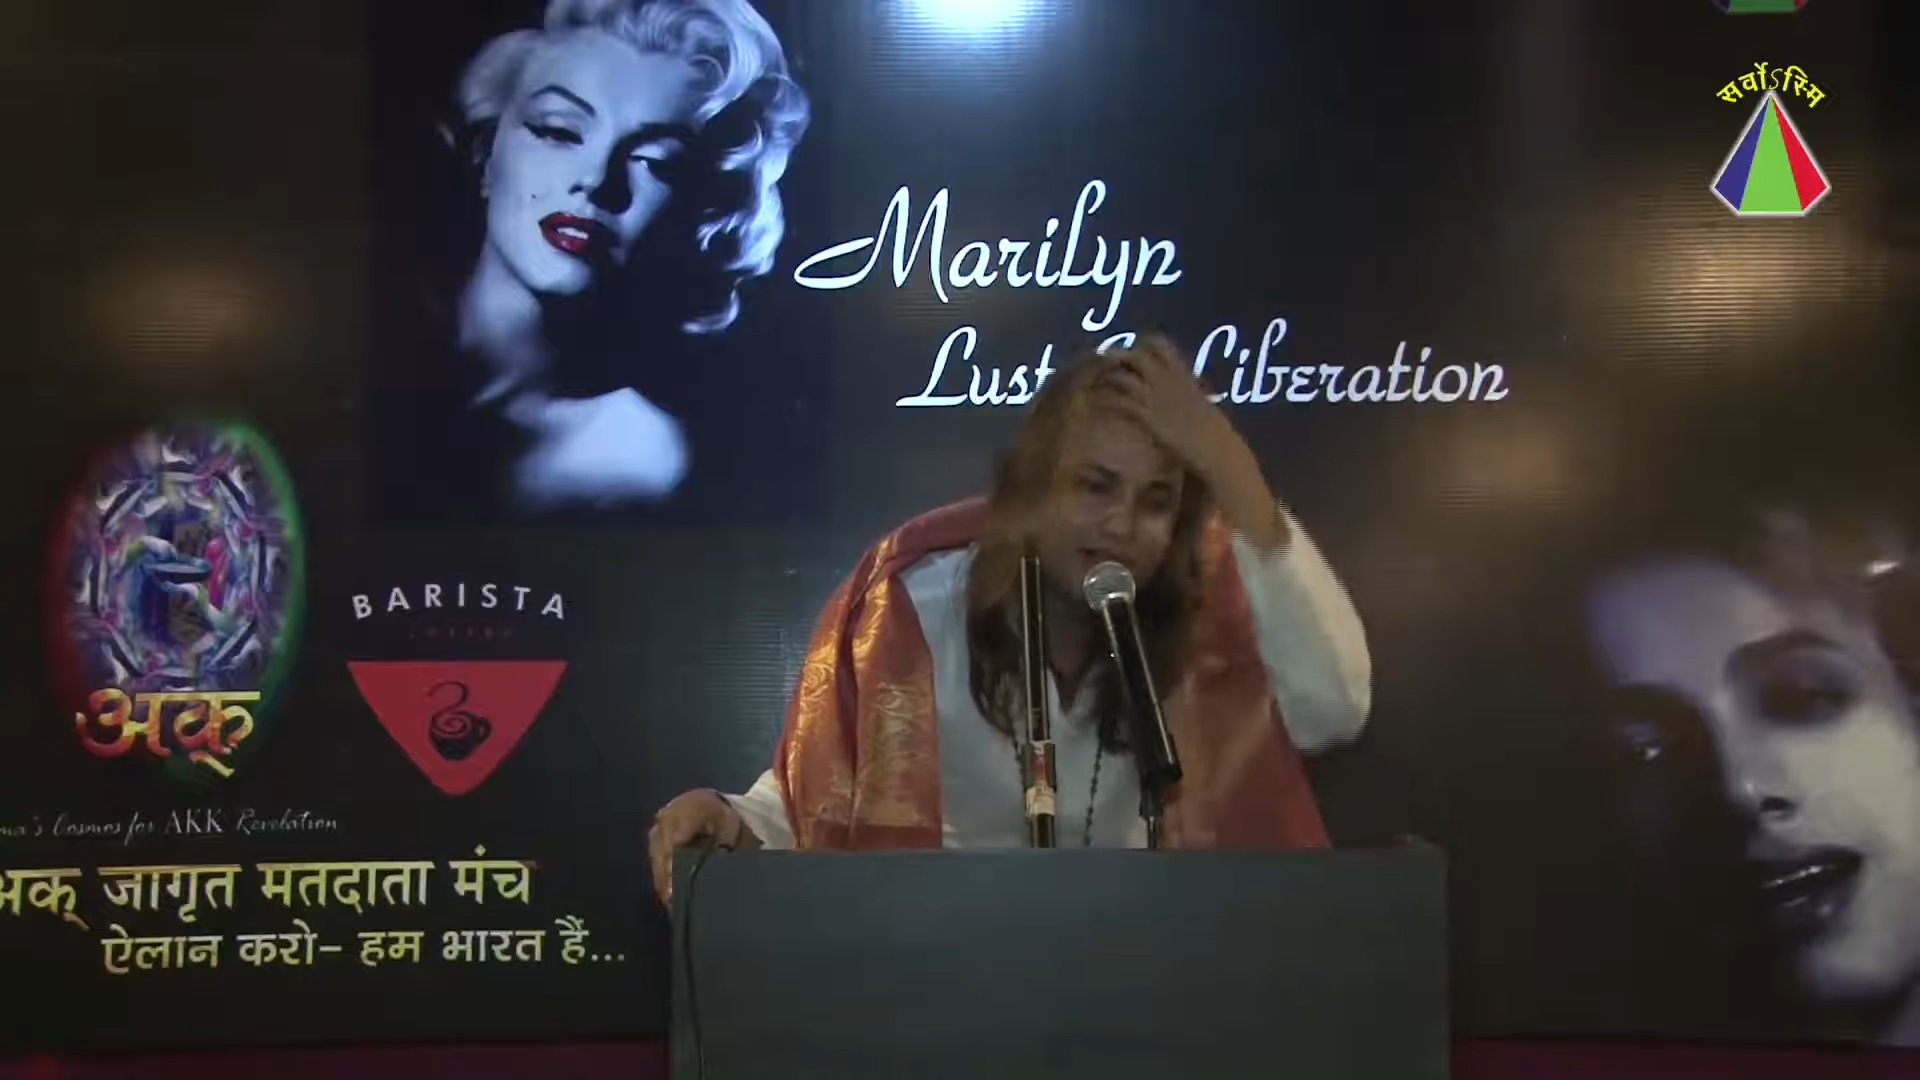 सर्वोऽस्मि
Marilyn
Lust & Liberation
BARISTA
अक्
Cosmos for AKK Revelation
अक् जागृत मतदाता मंच
ऐलान करो- हम भारत हैं...